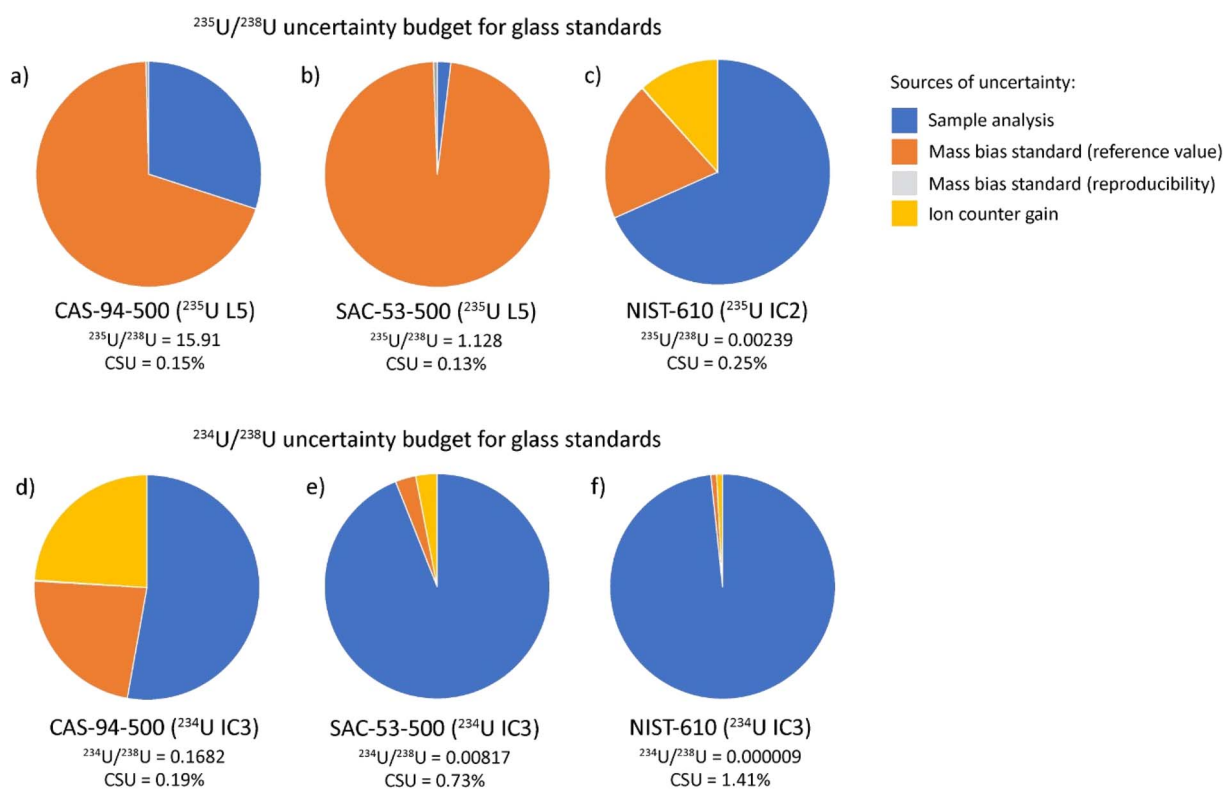 ²³⁵U/²³⁸U uncertainty budget for glass standards
a)
b)
c)
Sources of uncertainty:
Sample analysis
Mass bias standard (reference value)
Mass bias standard (reproducibility)
Ion counter gain
CAS-94-500 (²³⁵U L5)
²³⁵U/²³⁸U = 15.91
CSU = 0.15%
SAC-53-500 (²³⁵U L5)
²³⁵U/²³⁸U = 1.128
CSU = 0.13%
NIST-610 (²³⁵U IC2)
²³⁵U/²³⁸U = 0.00239
CSU = 0.25%
²³⁴U/²³⁸U uncertainty budget for glass standards
d)
e)
f)
CAS-94-500 (²³⁴U IC3)
²³⁴U/²³⁸U = 0.1682
CSU = 0.19%
SAC-53-500 (²³⁴U IC3)
²³⁴U/²³⁸U = 0.00817
CSU = 0.73%
NIST-610 (²³⁴U IC3)
²³⁴U/²³⁸U = 0.000009
CSU = 1.41%